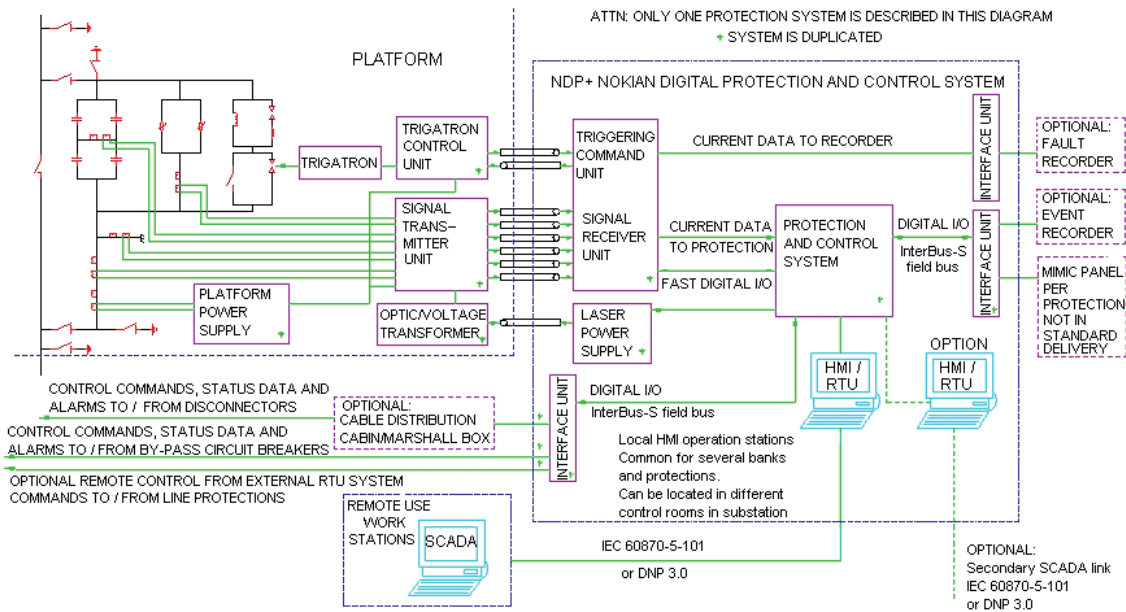 ATTN: ONLY ONE PROTECTION SYSTEM IS DESCRIBED IN THIS DIAGRAM
+ SYSTEM IS DUPLICATED
PLATFORM
NDP+ NOKIAN DIGITAL PROTECTION AND CONTROL SYSTEM
TRIGATRON
TRIGATRON
CONTROL
UNIT
TRIGGERING
COMMAND
UNIT
CURRENT DATA TO RECORDER
INTERFACE UNIT
OPTIONAL:
FAULT
RECORDER
SIGNAL
TRANS-
MITTER
UNIT
SIGNAL
RECEIVER
UNIT
CURRENT DATA
TO PROTECTION
FAST DIGITAL I/O
PROTECTION
AND CONTROL
SYSTEM
DIGITAL I/O
InterBus-S
field bus
INTERFACE UNIT
OPTIONAL:
EVENT
RECORDER
MIMIC PANEL
PER
PROTECTION
NOT IN
STANDARD
DELIVERY
PLATFORM
POWER
SUPPLY
OPTIC/VOLTAGE
TRANSFORMER
LASER
POWER
SUPPLY
OPTION
HMI /
RTU
HMI /
RTU
CONTROL COMMANDS, STATUS DATA AND
ALARMS TO / FROM DISCONNECTORS
OPTIONAL:
CABLE DISTRIBUTION
CABIN/MARSHALL BOX
INTERFACE UNIT
DIGITAL I/O
InterBus-S field bus
CONTROL COMMANDS, STATUS DATA AND
ALARMS TO / FROM BY-PASS CIRCUIT BREAKERS
OPTIONAL REMOTE CONTROL FROM EXTERNAL RTU SYSTEM
COMMANDS TO / FROM LINE PROTECTIONS
Local HMI operation stations
Common for several banks
and protections.
Can be located in different
control rooms in substation
REMOTE USE
WORK
STATIONS
SCADA
IEC 60870-5-101
or DNP 3.0
OPTIONAL:
Secondary SCADA link
IEC 60870-5-101
or DNP 3.0